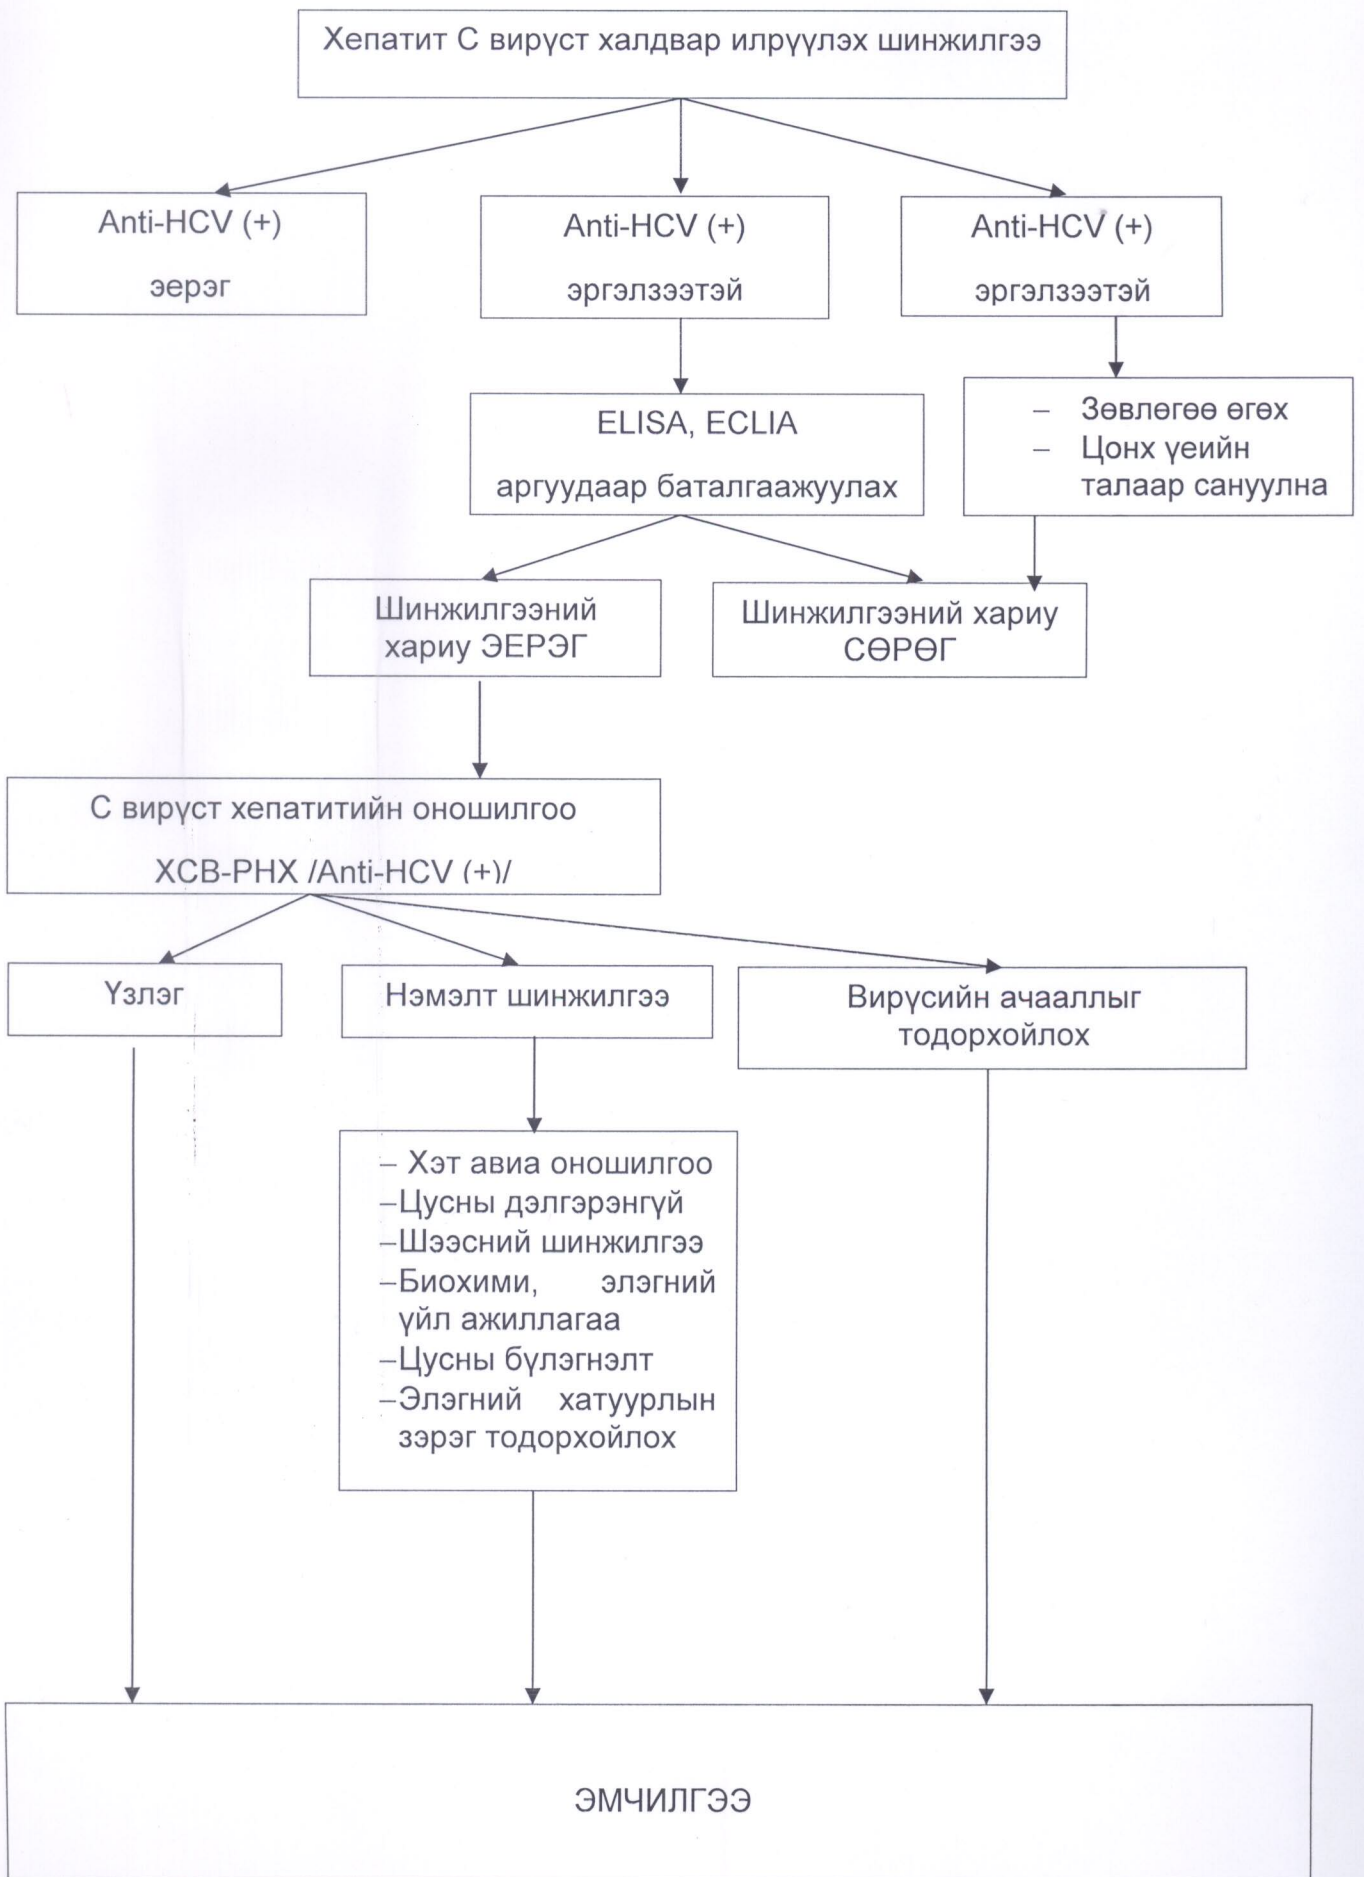 Хепатит С вирүст халдвар илрүүлэх шинжилгээ
Anti-HCV (+)
эерэг
Anti-HCV (+)
эргэлзээтэй
Anti-HCV (+)
эргэлзээтэй
ELISA, ECLIA
аргуудаар баталгаажуулах
– Зөвлөгөө өгөх
– Цонх үеийн
талаар сануулна
Шинжилгээний
хариу ЭЕРЭГ
Шинжилгээний хариу
СӨРӨГ
С вирүст хепатитийн оношилгоо
ХСВ-РНХ /Anti-HCV (+)/
Үзлэг
Нэмэлт шинжилгээ
Вирүсийн ачааллыг
тодорхойлох
– Хэт авиа оношилгоо
–Цусны дэлгэрэнгүй
–Шээсний шинжилгээ
–Биохими, элэгний
үйл ажиллагаа
–Цусны бүлэгнэлт
–Элэгний хатуурлын
зэрэг тодорхойлох
ЭМЧИЛГЭЭ